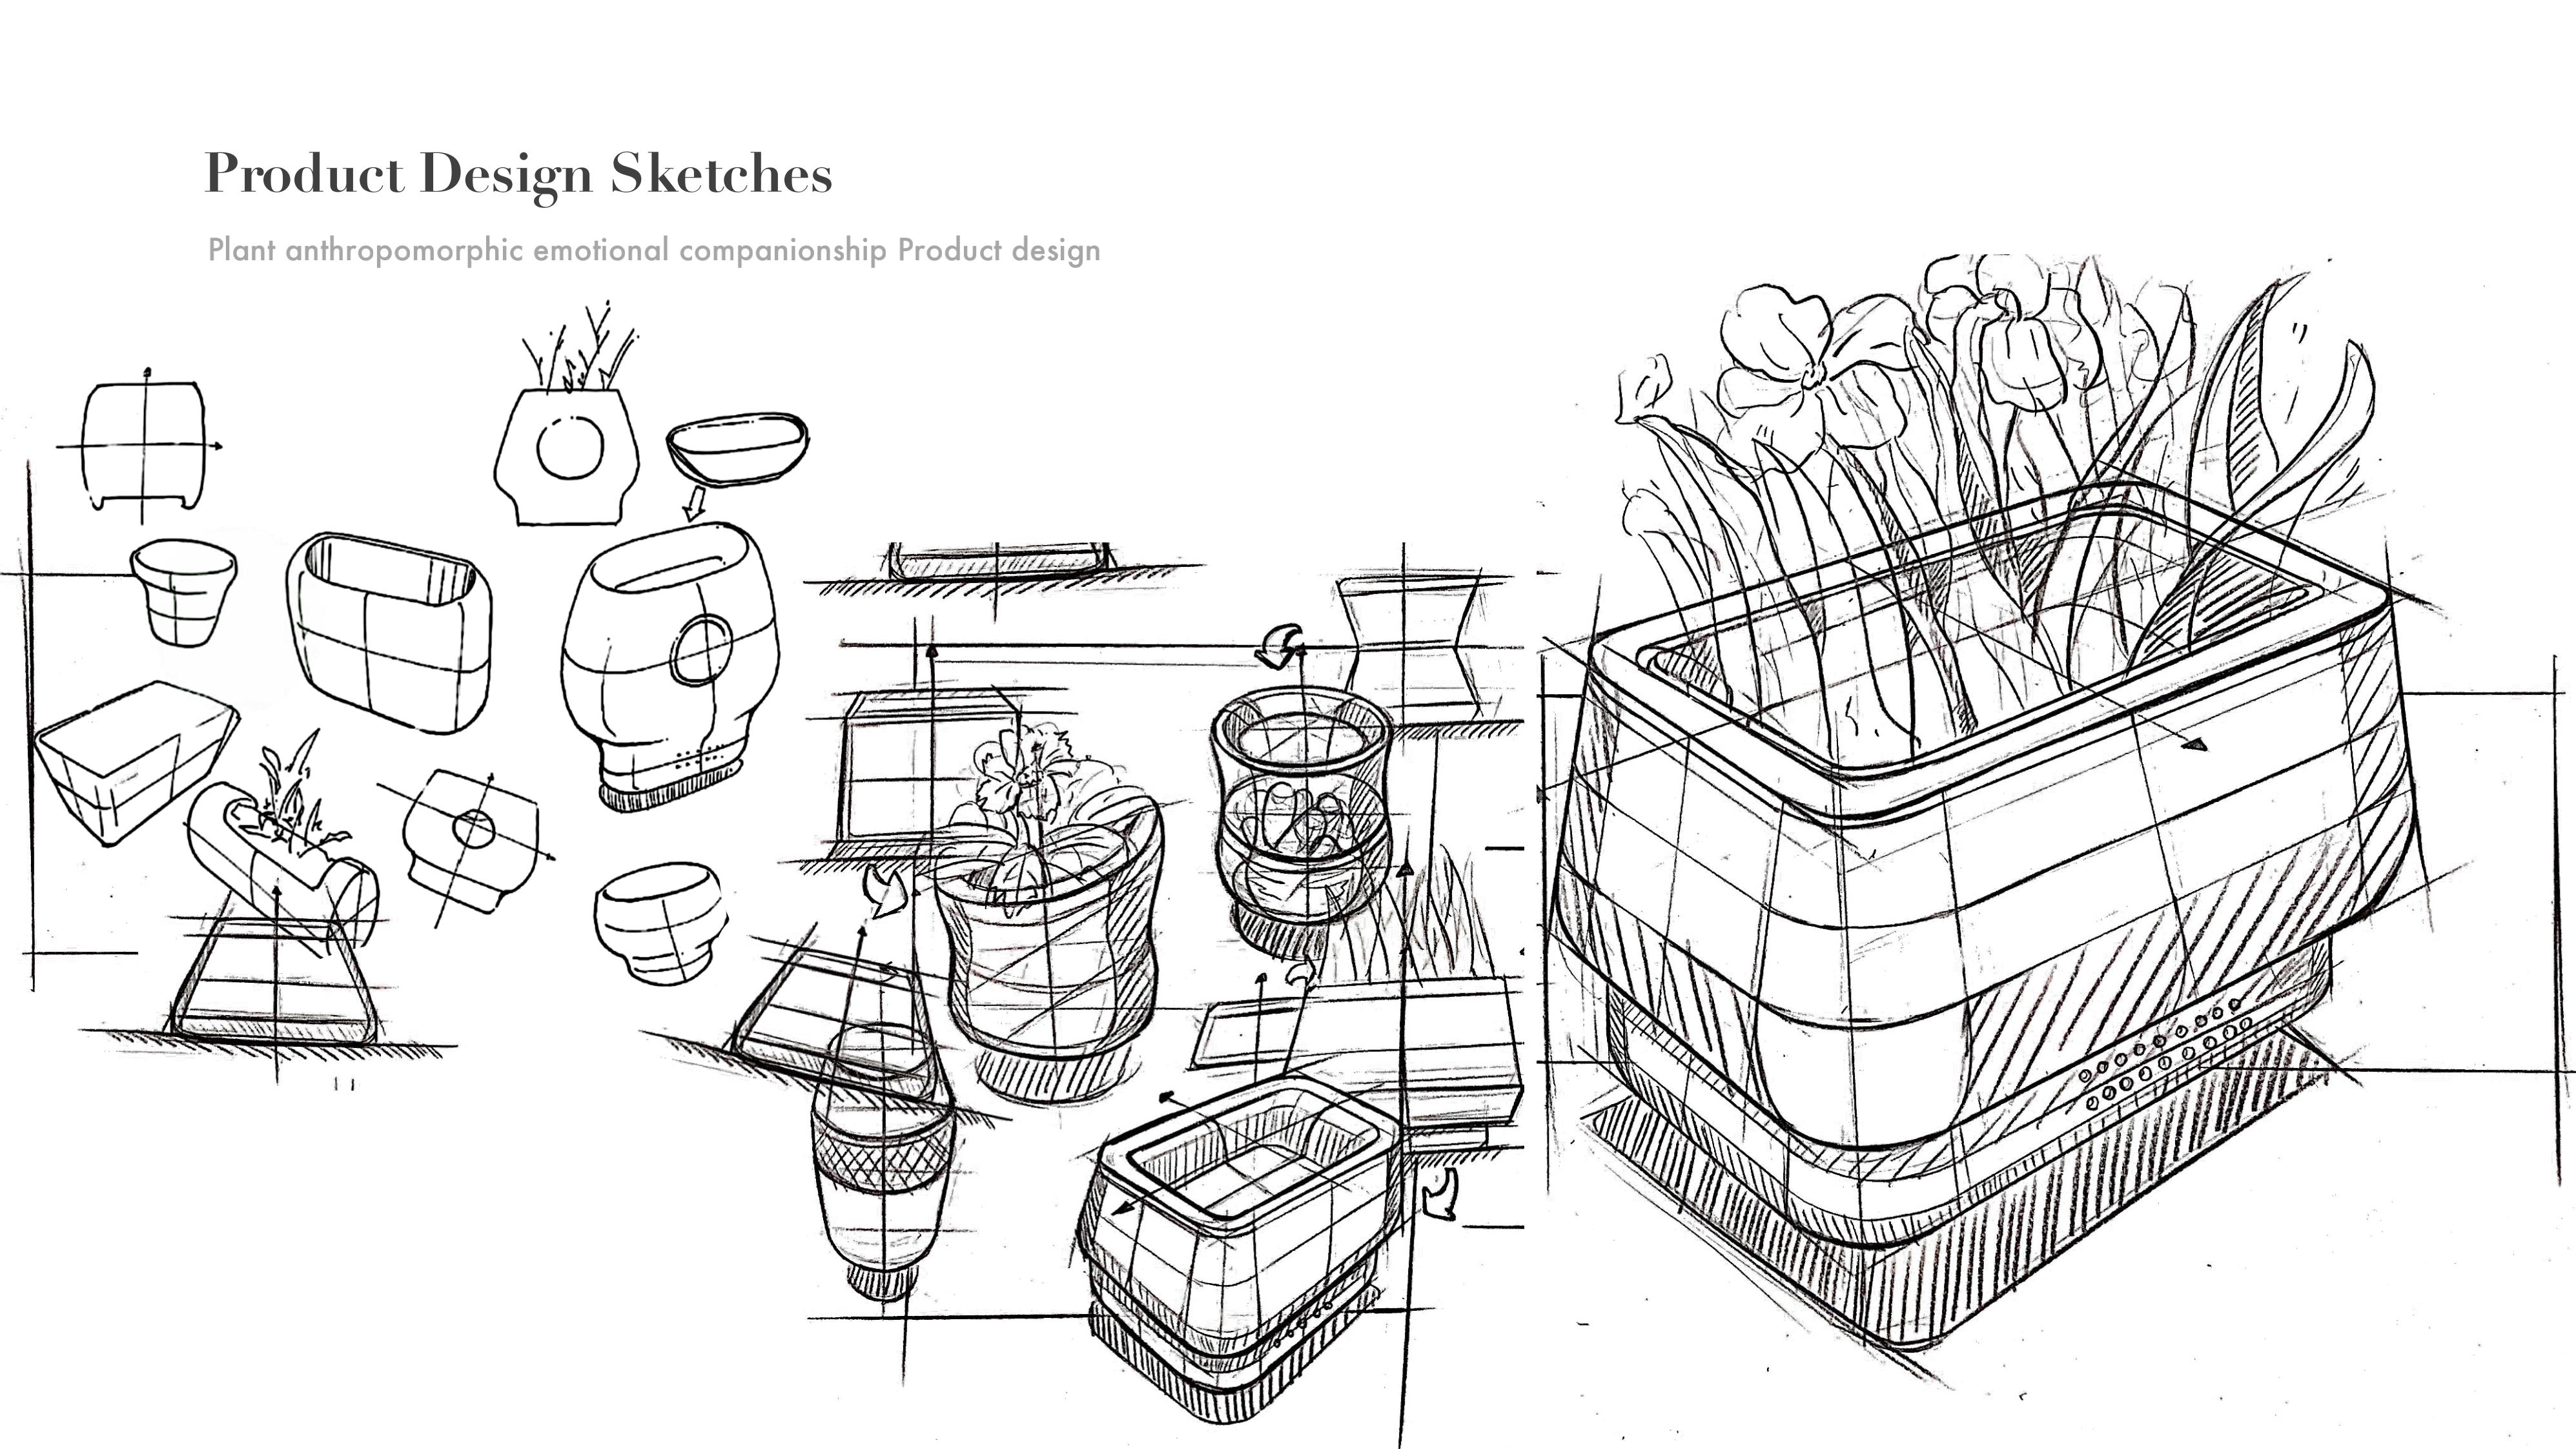 Product Design Sketches
Plant anthropomorphic emotional companionship Product design